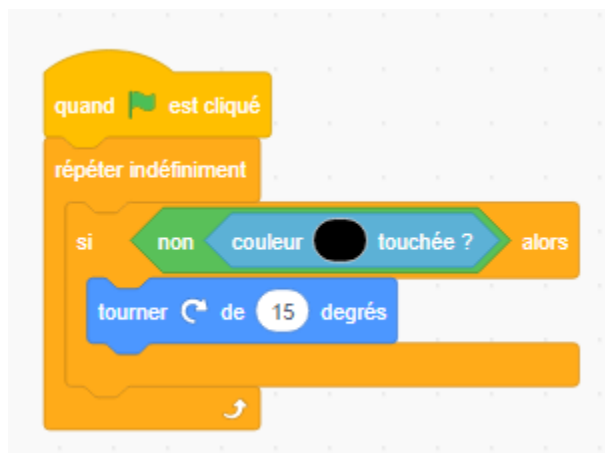 quand est cliqué
répéter indéfiniment
si non couleur touchée ? alors
tourner de 15 degrés